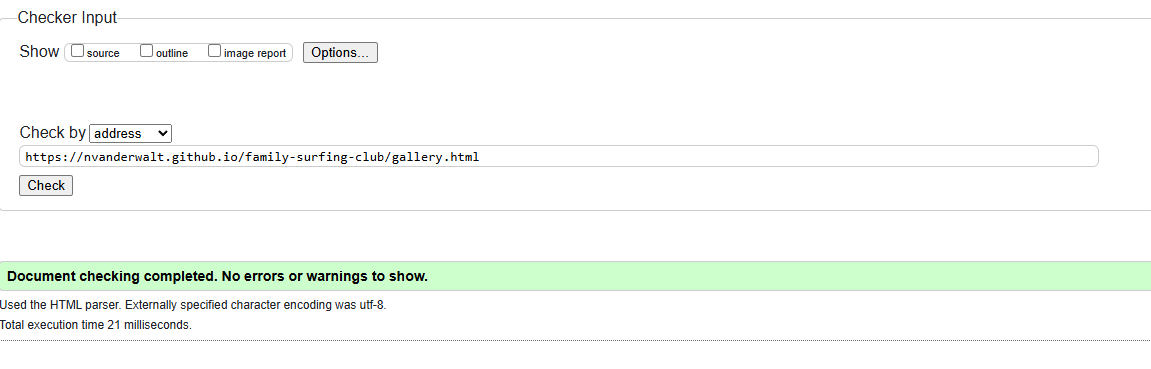 Checker Input
Show source outline image report Options...
Check by address
https://nvanderwalt.github.io/family-surfing-club/gallery.html
Check
Document checking completed. No errors or warnings to show.
Used the HTML parser. Externally specified character encoding was utf-8.
Total execution time 21 milliseconds.